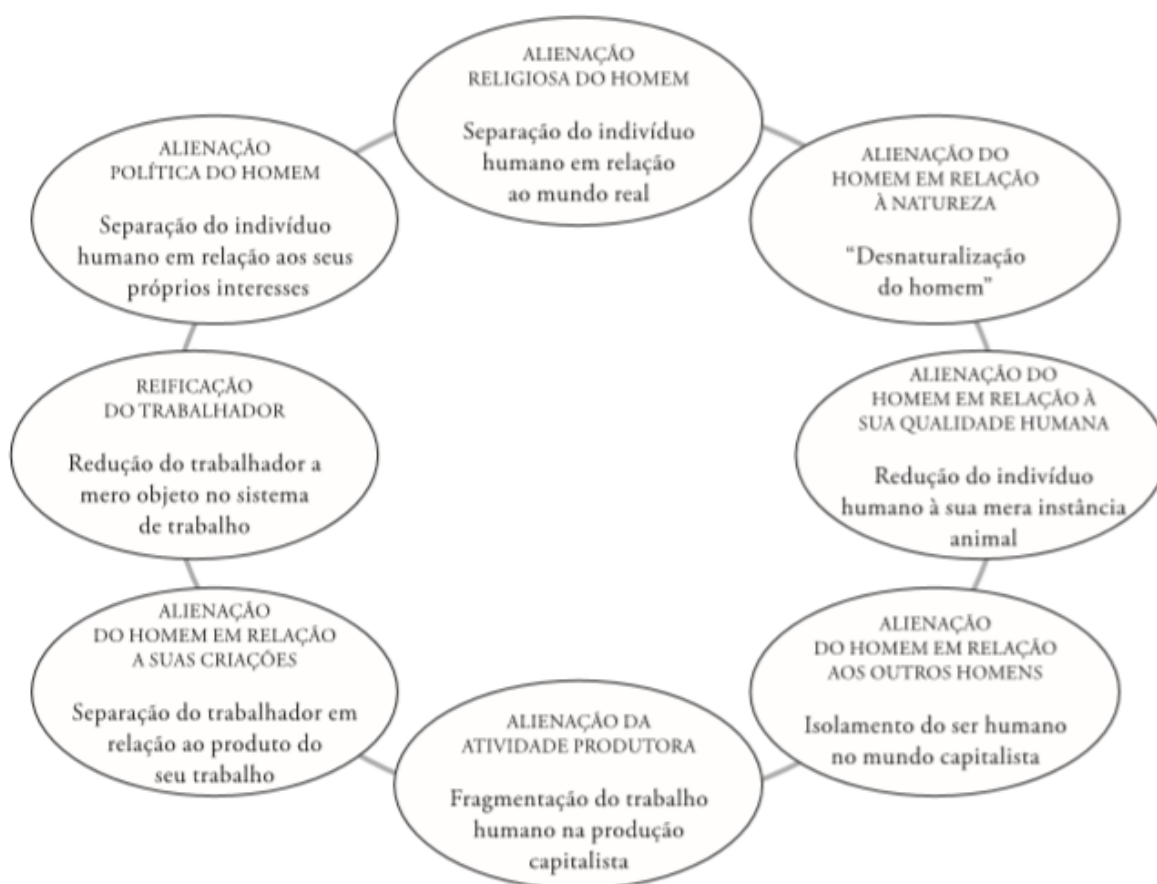 ALIENAÇÃO
RELIGIOSA DO HOMEM
Separação do indivíduo
humano em relação
ao mundo real
ALIENAÇÃO DO
HOMEM EM RELAÇÃO
À NATUREZA
“Desnaturalização
do homem”
ALIENAÇÃO DO
HOMEM EM RELAÇÃO À
SUA QUALIDADE HUMANA
Redução do indivíduo
humano à sua mera instância
animal
ALIENAÇÃO
DO HOMEM EM RELAÇÃO
AOS OUTROS HOMENS
Isolamento do ser humano
no mundo capitalista
ALIENAÇÃO DA
ATIVIDADE PRODUTORA
Fragmentação do trabalho
humano na produção
capitalista
ALIENAÇÃO
DO HOMEM EM RELAÇÃO
A SUAS CRIAÇÕES
Separação do trabalhador em
relação ao produto do
seu trabalho
REIFICAÇÃO
DO TRABALHADOR
Redução do trabalhador a
mero objeto no sistema
de trabalho
ALIENAÇÃO
POLÍTICA DO HOMEM
Separação do indivíduo
humano em relação aos seus
próprios interesses